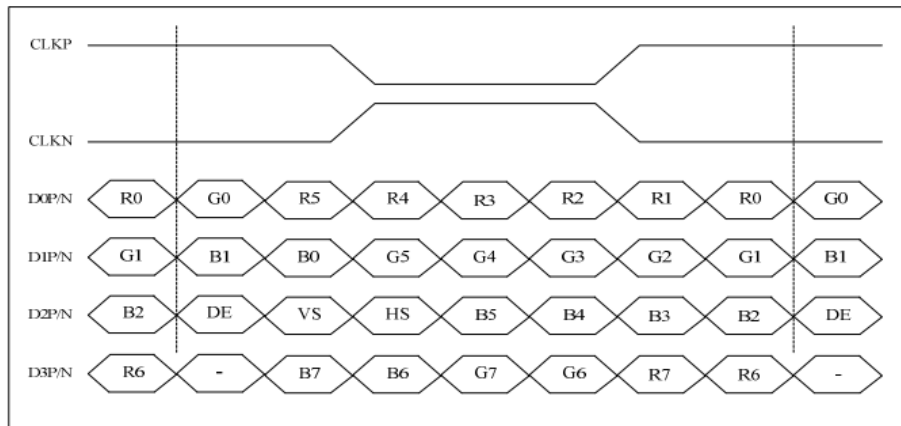 CLKP
CLKN
D0P/N R0 G0 R5 R4 R3 R2 R1 R0 G0
D1P/N G1 B1 B0 G5 G4 G3 G2 G1 B1
D2P/N B2 DE VS HS B5 B4 B3 B2 DE
D3P/N R6 - B7 B6 G7 G6 R7 R6 -